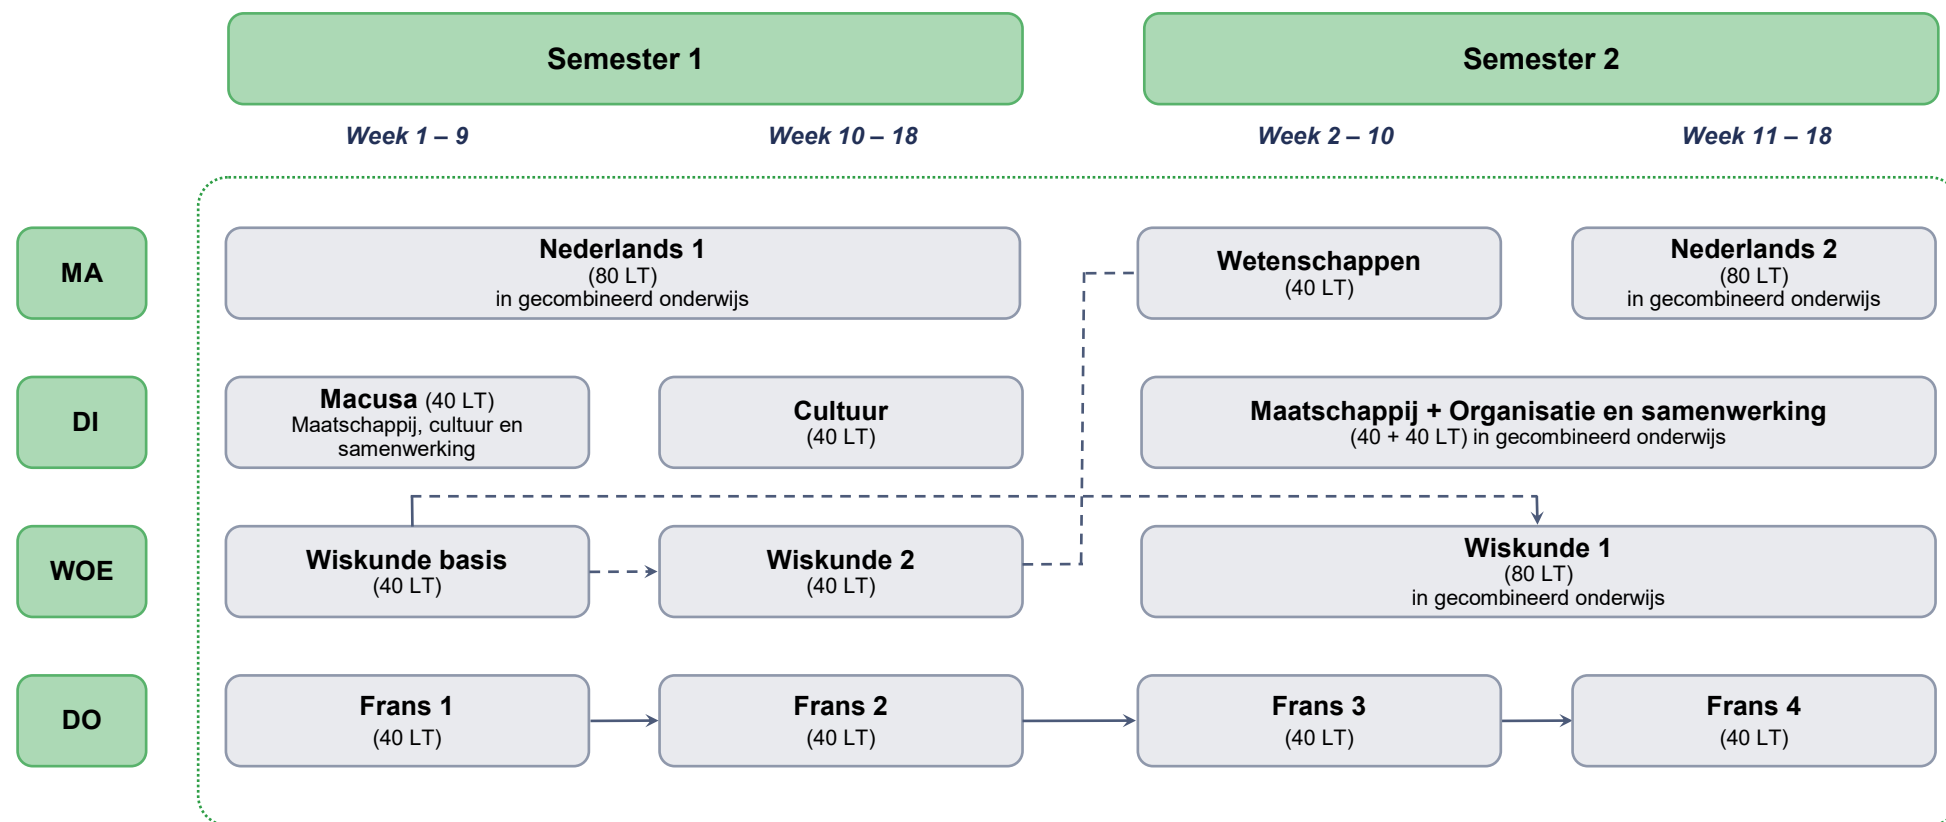 Semester 1
Semester 2
Week 1 – 9
Week 10 – 18
Week 2 – 10
Week 11 – 18
MA
Nederlands 1
(80 LT)
in gecombineerd onderwijs
Wetenschappen
(40 LT)
Nederlands 2
(80 LT)
in gecombineerd onderwijs
DI
Macusa (40 LT)
Maatschappij, cultuur en
samenwerking
Cultuur
(40 LT)
Maatschappij + Organisatie en samenwerking
(40 + 40 LT) in gecombineerd onderwijs
WOE
Wiskunde basis
(40 LT)
Wiskunde 2
(40 LT)
Wiskunde 1
(80 LT)
in gecombineerd onderwijs
DO
Frans 1
(40 LT)
Frans 2
(40 LT)
Frans 3
(40 LT)
Frans 4
(40 LT)